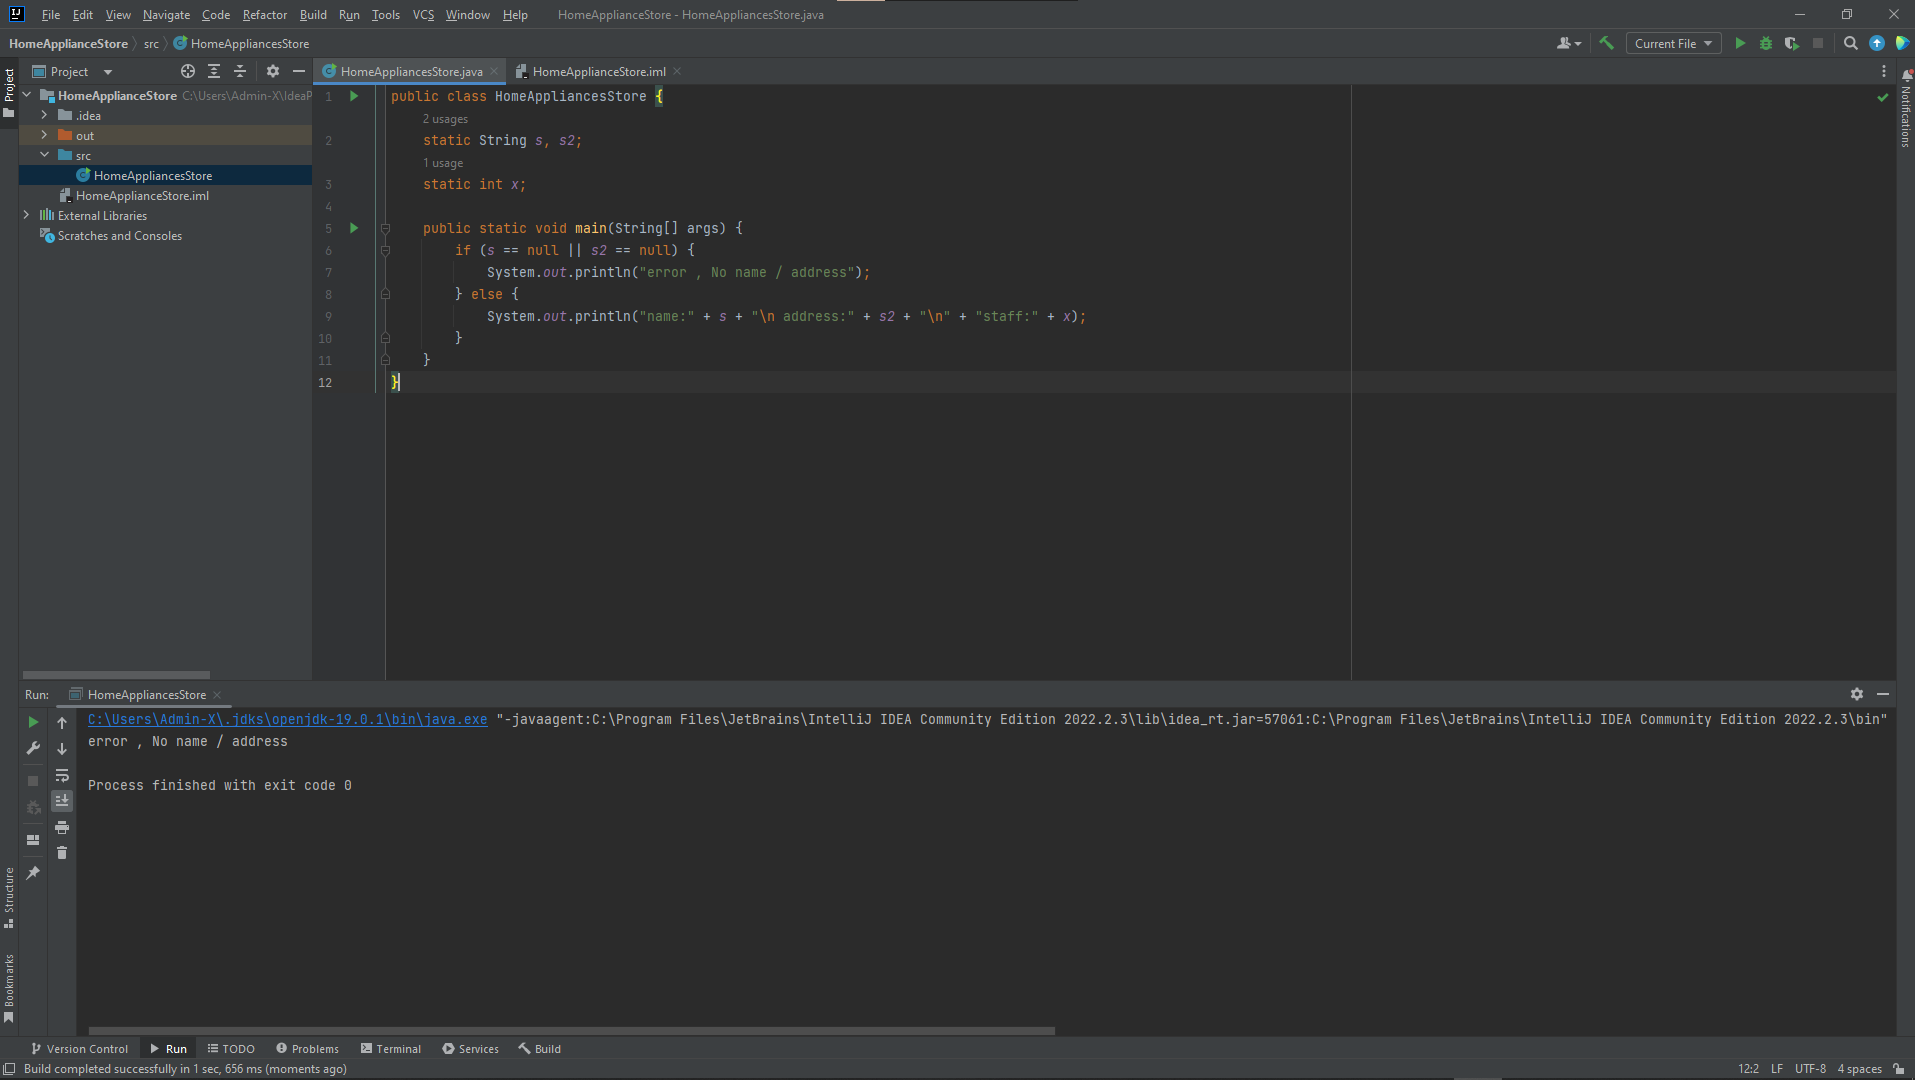 File Edit View Navigate Code Refactor Build Run Tools VCS Window Help HomeApplianceStore - HomeAppliancesStore.java
HomeApplianceStore src HomeAppliancesStore
Current File
Project
Project
HomeAppliancesStore.java
HomeApplianceStore.iml
Notifications
HomeApplianceStore C:\Users\Admin-X\IdeaP
.idea
out
src
HomeAppliancesStore
HomeApplianceStore.iml
External Libraries
Scratches and Consoles
1 public class HomeAppliancesStore {
2 usages
2 static String s, s2;
1 usage
3 static int x;
4
5 public static void main(String[] args) {
6 if (s == null || s2 == null) {
7 System.out.println("error , No name / address");
8 } else {
9 System.out.println("name:" + s + "\n address:" + s2 + "\n" + "staff:" + x);
10 }
11 }
12 }
Run: HomeAppliancesStore
C:\Users\Admin-X\.jdks\openjdk-19.0.1\bin\java.exe "-javaagent:C:\Program Files\JetBrains\IntelliJ IDEA Community Edition 2022.2.3\lib\idea_rt.jar=57061:C:\Program Files\JetBrains\IntelliJ IDEA Community Edition 2022.2.3\bin"
error , No name / address
Process finished with exit code 0
Structure
Bookmarks
Version Control Run TODO Problems Terminal Services Build
Build completed successfully in 1 sec, 656 ms (moments ago)
12:2 LF UTF-8 4 spaces